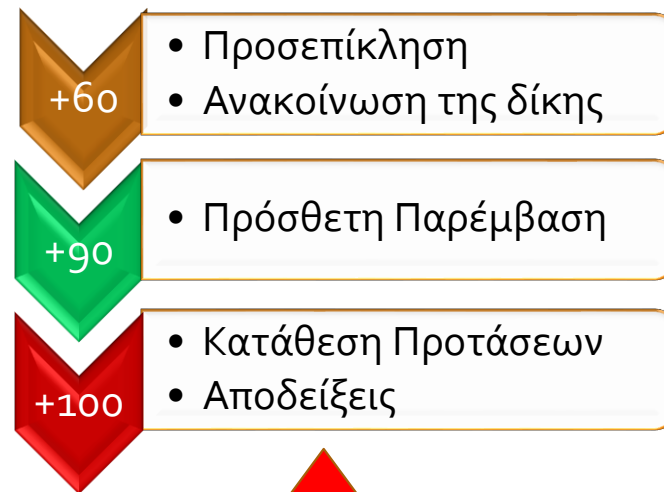 +60
• Προσεπίκληση
• Ανακοίνωση της δίκης
+90
• Πρόσθετη Παρέμβαση
+100
• Κατάθεση Προτάσεων
• Αποδείξεις